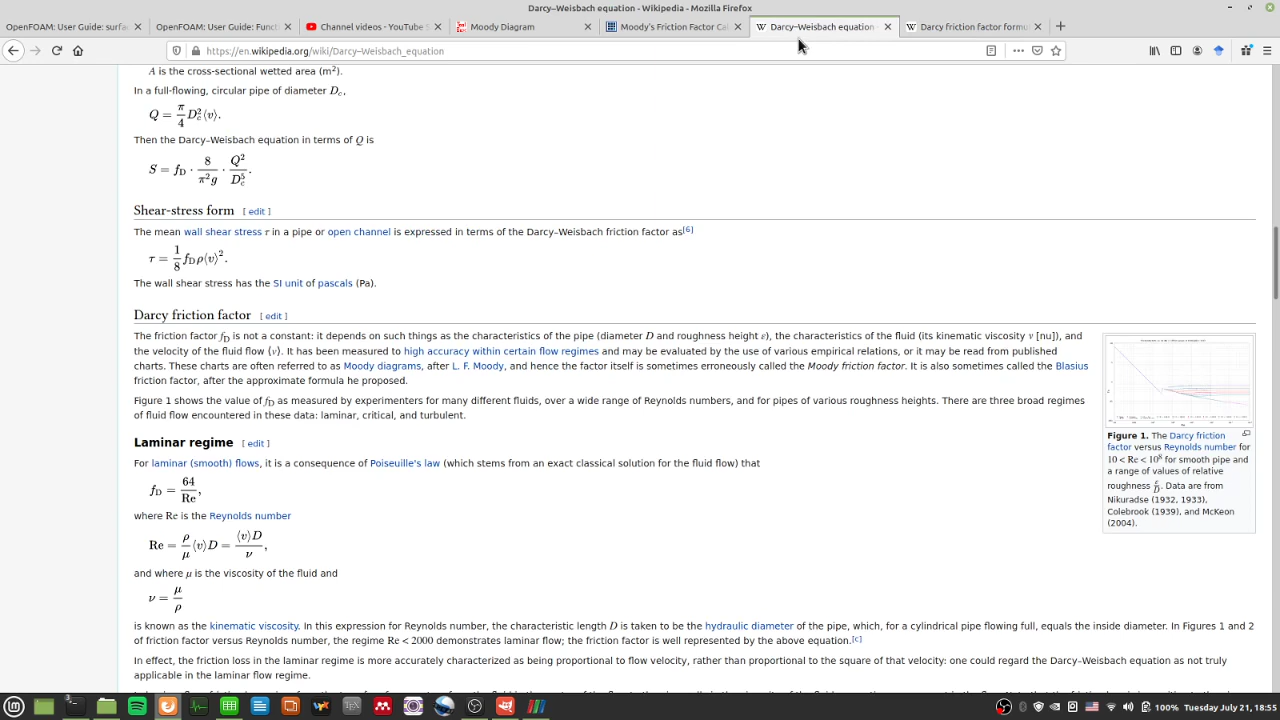 Darcy–Weisbach equation - Wikipedia - Mozilla Firefox
OpenFOAM: User Guide: surfac
OpenFOAM: User Guide: Functi
Channel videos - YouTube S
Moody Diagram
Moody's Friction Factor Cal
Darcy–Weisbach equation
Darcy friction factor formu
https://en.wikipedia.org/wiki/Darcy–Weisbach_equation
A is the cross-sectional wetted area (m²).
In a full-flowing, circular pipe of diameter D_c,
Q = π/4 D_c² ⟨v⟩.
Then the Darcy–Weisbach equation in terms of Q is
S = f_D · 8/π²g · Q²/D_c⁵.
Shear-stress form [ edit ]
The mean wall shear stress τ in a pipe or open channel is expressed in terms of the Darcy–Weisbach friction factor as[6]
τ = 1/8 f_D ρ⟨v⟩².
The wall shear stress has the SI unit of pascals (Pa).
Darcy friction factor [ edit ]
The friction factor f_D is not a constant: it depends on such things as the characteristics of the pipe (diameter D and roughness height ε), the characteristics of the fluid (its kinematic viscosity ν [nu]), and
the velocity of the fluid flow ⟨v⟩. It has been measured to high accuracy within certain flow regimes and may be evaluated by the use of various empirical relations, or it may be read from published
charts. These charts are often referred to as Moody diagrams, after L. F. Moody, and hence the factor itself is sometimes erroneously called the Moody friction factor. It is also sometimes called the Blasius
friction factor, after the approximate formula he proposed.
Figure 1 shows the value of f_D as measured by experimenters for many different fluids, over a wide range of Reynolds numbers, and for pipes of various roughness heights. There are three broad regimes
of fluid flow encountered in these data: laminar, critical, and turbulent.
Figure 1. The Darcy friction
factor versus Reynolds number for
10 < Re < 10⁸ for smooth pipe and
a range of values of relative
roughness ε/D. Data are from
Nikuradse (1932, 1933),
Colebrook (1939), and McKeon
(2004).
Laminar regime [ edit ]
For laminar (smooth) flows, it is a consequence of Poiseuille's law (which stems from an exact classical solution for the fluid flow) that
f_D = 64/Re,
where Re is the Reynolds number
Re = ρ/μ ⟨v⟩D = ⟨v⟩D/ν,
and where μ is the viscosity of the fluid and
ν = μ/ρ
is known as the kinematic viscosity. In this expression for Reynolds number, the characteristic length D is taken to be the hydraulic diameter of the pipe, which, for a cylindrical pipe flowing full, equals the inside diameter. In Figures 1 and 2
of friction factor versus Reynolds number, the regime Re < 2000 demonstrates laminar flow; the friction factor is well represented by the above equation.[c]
In effect, the friction loss in the laminar regime is more accurately characterized as being proportional to flow velocity, rather than proportional to the square of that velocity: one could regard the Darcy–Weisbach equation as not truly
applicable in the laminar flow regime.
100% Tuesday July 21, 18:55